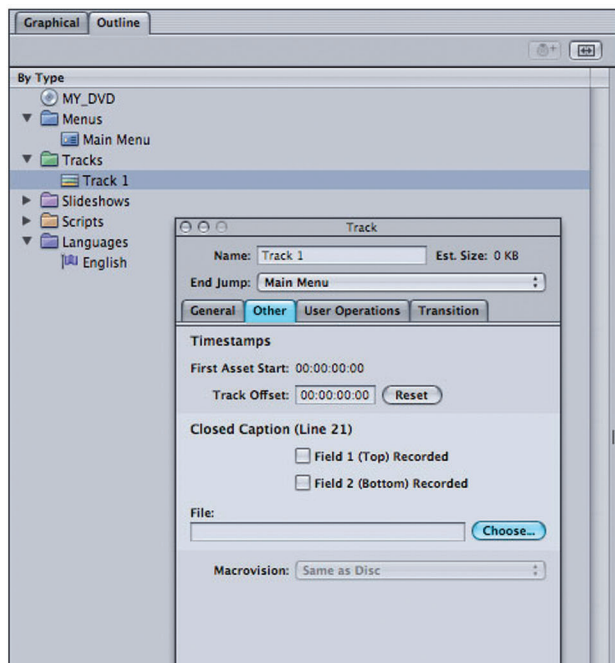 Graphical Outline
By Type
MY_DVD
Menus
Main Menu
Tracks
Track 1
Slideshows
Scripts
Languages
English
Track
Name: Track 1 Est. Size: 0 KB
End Jump: Main Menu
General Other User Operations Transition
Timestamps
First Asset Start: 00:00:00:00
Track Offset: 00:00:00:00 Reset
Closed Caption (Line 21)
Field 1 (Top) Recorded
Field 2 (Bottom) Recorded
File:
Choose...
Macrovision: Same as Disc